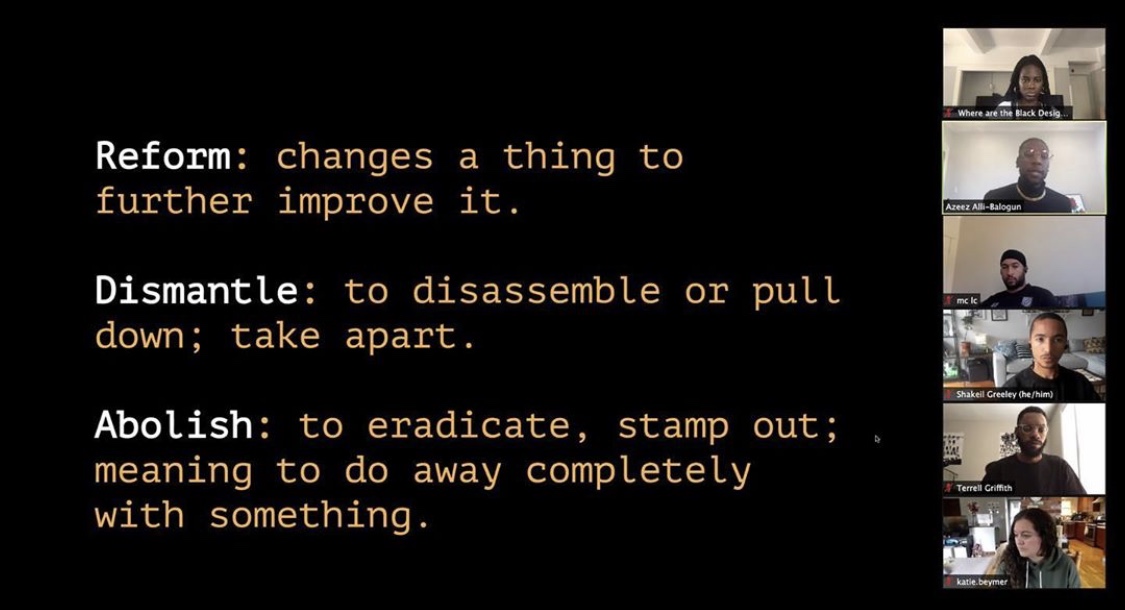 Reform: changes a thing to
further improve it.
Dismantle: to disassemble or pull
down; take apart.
Abolish: to eradicate, stamp out;
meaning to do away completely
with something.
Where are the Black Desig...
Azeez Alli-Balogun
mc lc
Shakeil Greeley (he/him)
Terrell Griffith
katie.beymer